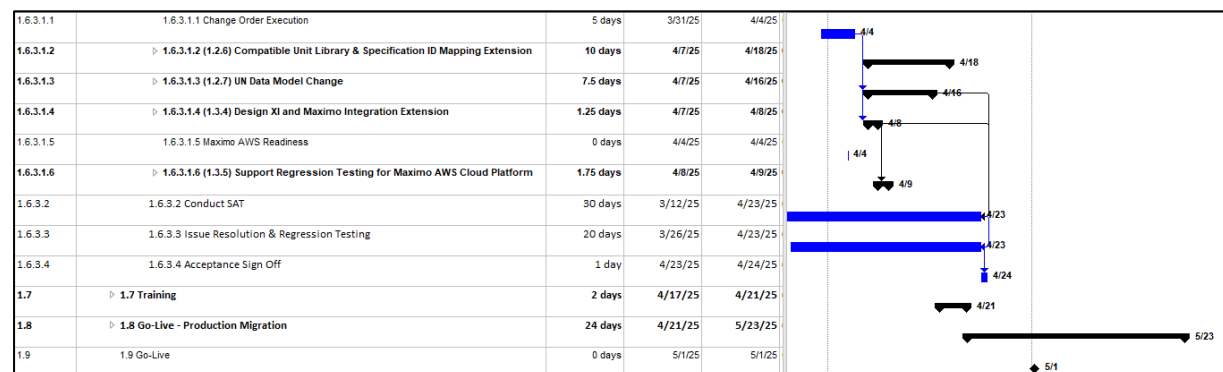 1.6.3.1.1 1.6.3.1.1 Change Order Execution 5 days 3/31/25 4/4/25 4/4
1.6.3.1.2 1.6.3.1.2 (1.2.6) Compatible Unit Library & Specification ID Mapping Extension 10 days 4/7/25 4/18/25 4/18
1.6.3.1.3 1.6.3.1.3 (1.2.7) UN Data Model Change 7.5 days 4/7/25 4/16/25 4/16
1.6.3.1.4 1.6.3.1.4 (1.3.4) Design XI and Maximo Integration Extension 1.25 days 4/7/25 4/8/25 4/8
1.6.3.1.5 1.6.3.1.5 Maximo AWS Readiness 0 days 4/4/25 4/4/25 4/4
1.6.3.1.6 1.6.3.1.6 (1.3.5) Support Regression Testing for Maximo AWS Cloud Platform 1.75 days 4/8/25 4/9/25 4/9
1.6.3.2 1.6.3.2 Conduct SAT 30 days 3/12/25 4/23/25 4/23
1.6.3.3 1.6.3.3 Issue Resolution & Regression Testing 20 days 3/26/25 4/23/25 4/23
1.6.3.4 1.6.3.4 Acceptance Sign Off 1 day 4/23/25 4/24/25 4/24
1.7 1.7 Training 2 days 4/17/25 4/21/25 4/21
1.8 1.8 Go-Live - Production Migration 24 days 4/21/25 5/23/25 5/23
1.9 1.9 Go-Live 0 days 5/1/25 5/1/25 5/1